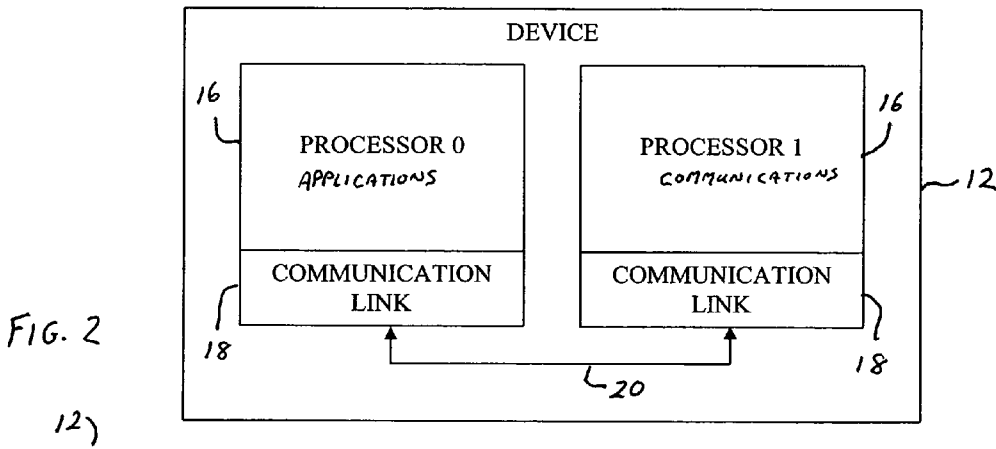 DEVICE
16
PROCESSOR 0
APPLICATIONS
COMMUNICATION
LINK
18
PROCESSOR 1
COMMUNICATIONS
16
COMMUNICATION
LINK
18
12
20
FIG. 2
12)